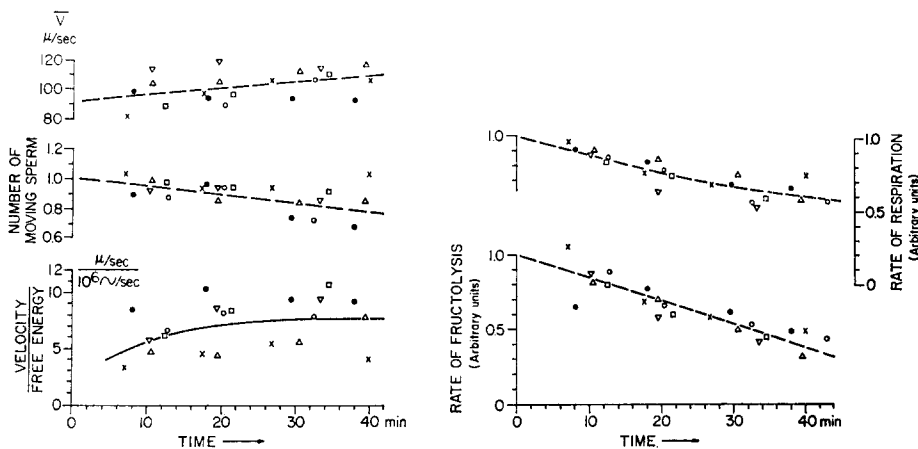 V
μ/sec
120
100
80
NUMBER OF
MOVING SPERM
1.2
1.0
0.8
0.6
μ/sec
10⁶~/sec
VELOCITY
FREE ENERGY
12
10
5
0
0
10
20
30
40 min
TIME
1.0
1.0
0.5
0
RATE OF RESPIRATION
(Arbitrary units)
RATE OF FRUCTOLYSIS
(Arbitrary units)
1.0
0.5
0
0
10
20
30
40 min
TIME